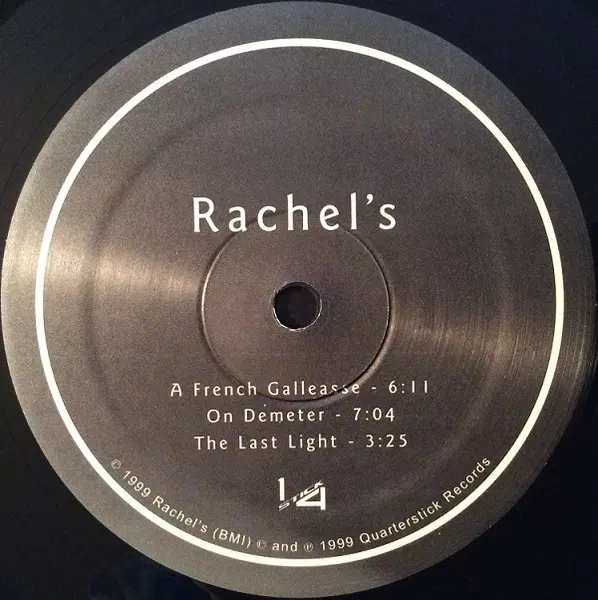 Rachel's
A French Galleasse - 6:11
On Demeter - 7:04
The Last Light - 3:25
1/4
STICK
© 1999 Rachel's (BMI) © and ℗ 1999 Quarterstick Records